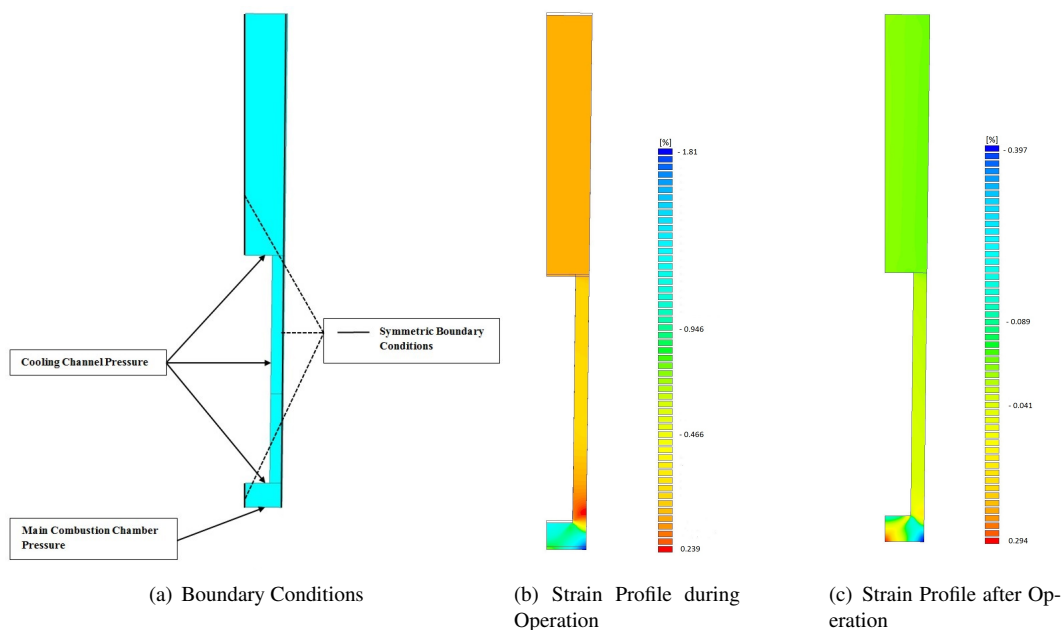 Cooling Channel Pressure
Main Combustion Chamber
Pressure
Symmetric Boundary
Conditions
(a) Boundary Conditions
[%]
- 1.81
- 0.946
- 0.466
0.239
(b) Strain Profile during
Operation
[%]
- 0.397
- 0.089
- 0.041
0.294
(c) Strain Profile after Op-
eration